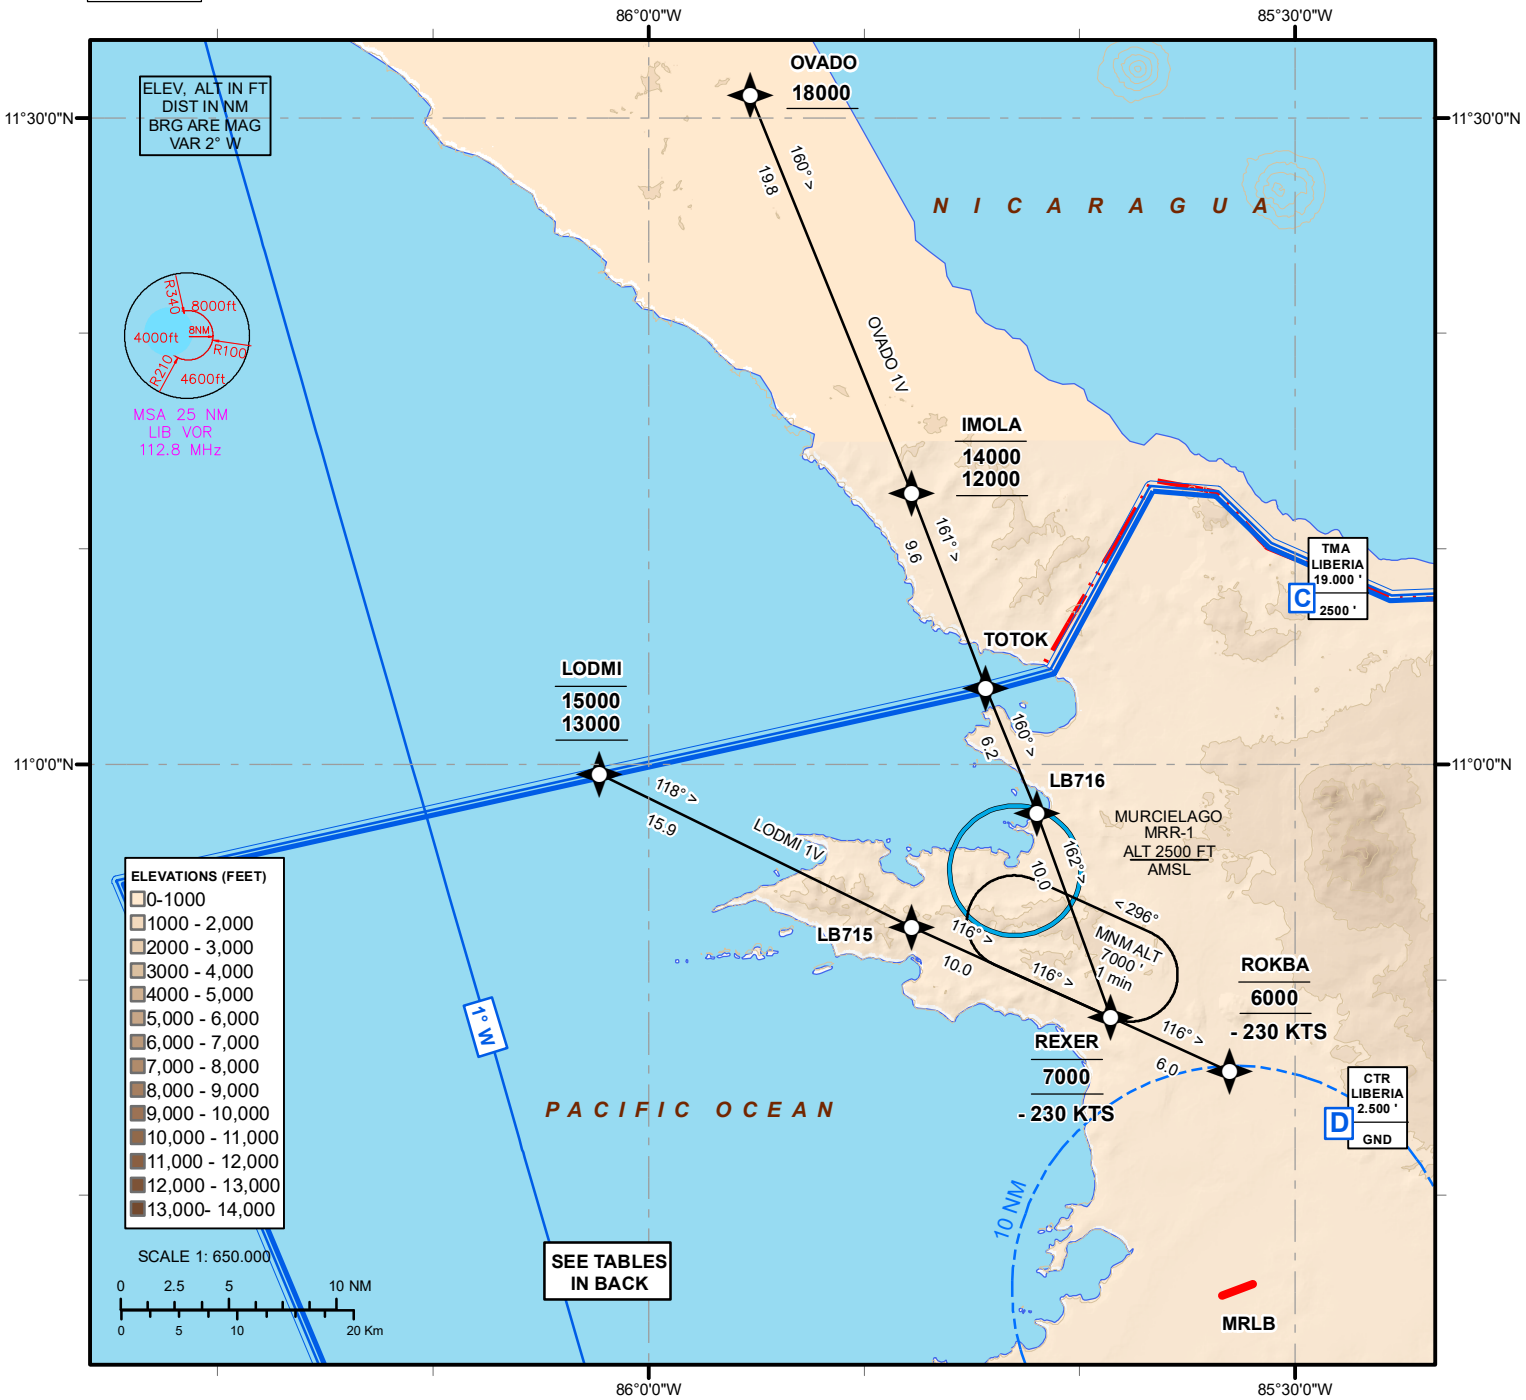 86°0'0"W
85°30'0"W
11°30'0"N
11°30'0"N
ELEV, ALT IN FT
DIST IN NM
BRG ARE MAG
VAR 2° W
OVADO
18000
160° >
19.8
NICARAGUA
R340
8000ft
4000ft
8NM
R100
R210
4600ft
MSA 25 NM
LIB VOR
112.8 MHz
OVADO 1V
IMOLA
14000
12000
161° >
9.6
TMA
LIBERIA
19.000 '
C
2500 '
TOTOK
LODMI
15000
13000
160° >
6.2
11°0'0"N
11°0'0"N
118° >
15.9
LODMI 1V
LB716
MURCIELAGO
MRR-1
ALT 2500 FT
AMSL
162° >
10.0
< 296°
MNM ALT
7000 '
1 min
LB715
116° >
10.0
116° >
ROKBA
6000
- 230 KTS
116° >
6.0
REXER
7000
- 230 KTS
ELEVATIONS (FEET)
0-1000
1000 - 2,000
2000 - 3,000
3000 - 4,000
4000 - 5,000
5,000 - 6,000
6,000 - 7,000
7,000 - 8,000
8,000 - 9,000
9,000 - 10,000
10,000 - 11,000
11,000 - 12,000
12,000 - 13,000
13,000- 14,000
1° W
PACIFIC OCEAN
CTR
LIBERIA
2.500 '
D
GND
10 NM
SCALE 1: 650.000
0 2.5 5 10 NM
0 5 10 20 Km
SEE TABLES
IN BACK
MRLB
86°0'0"W
85°30'0"W